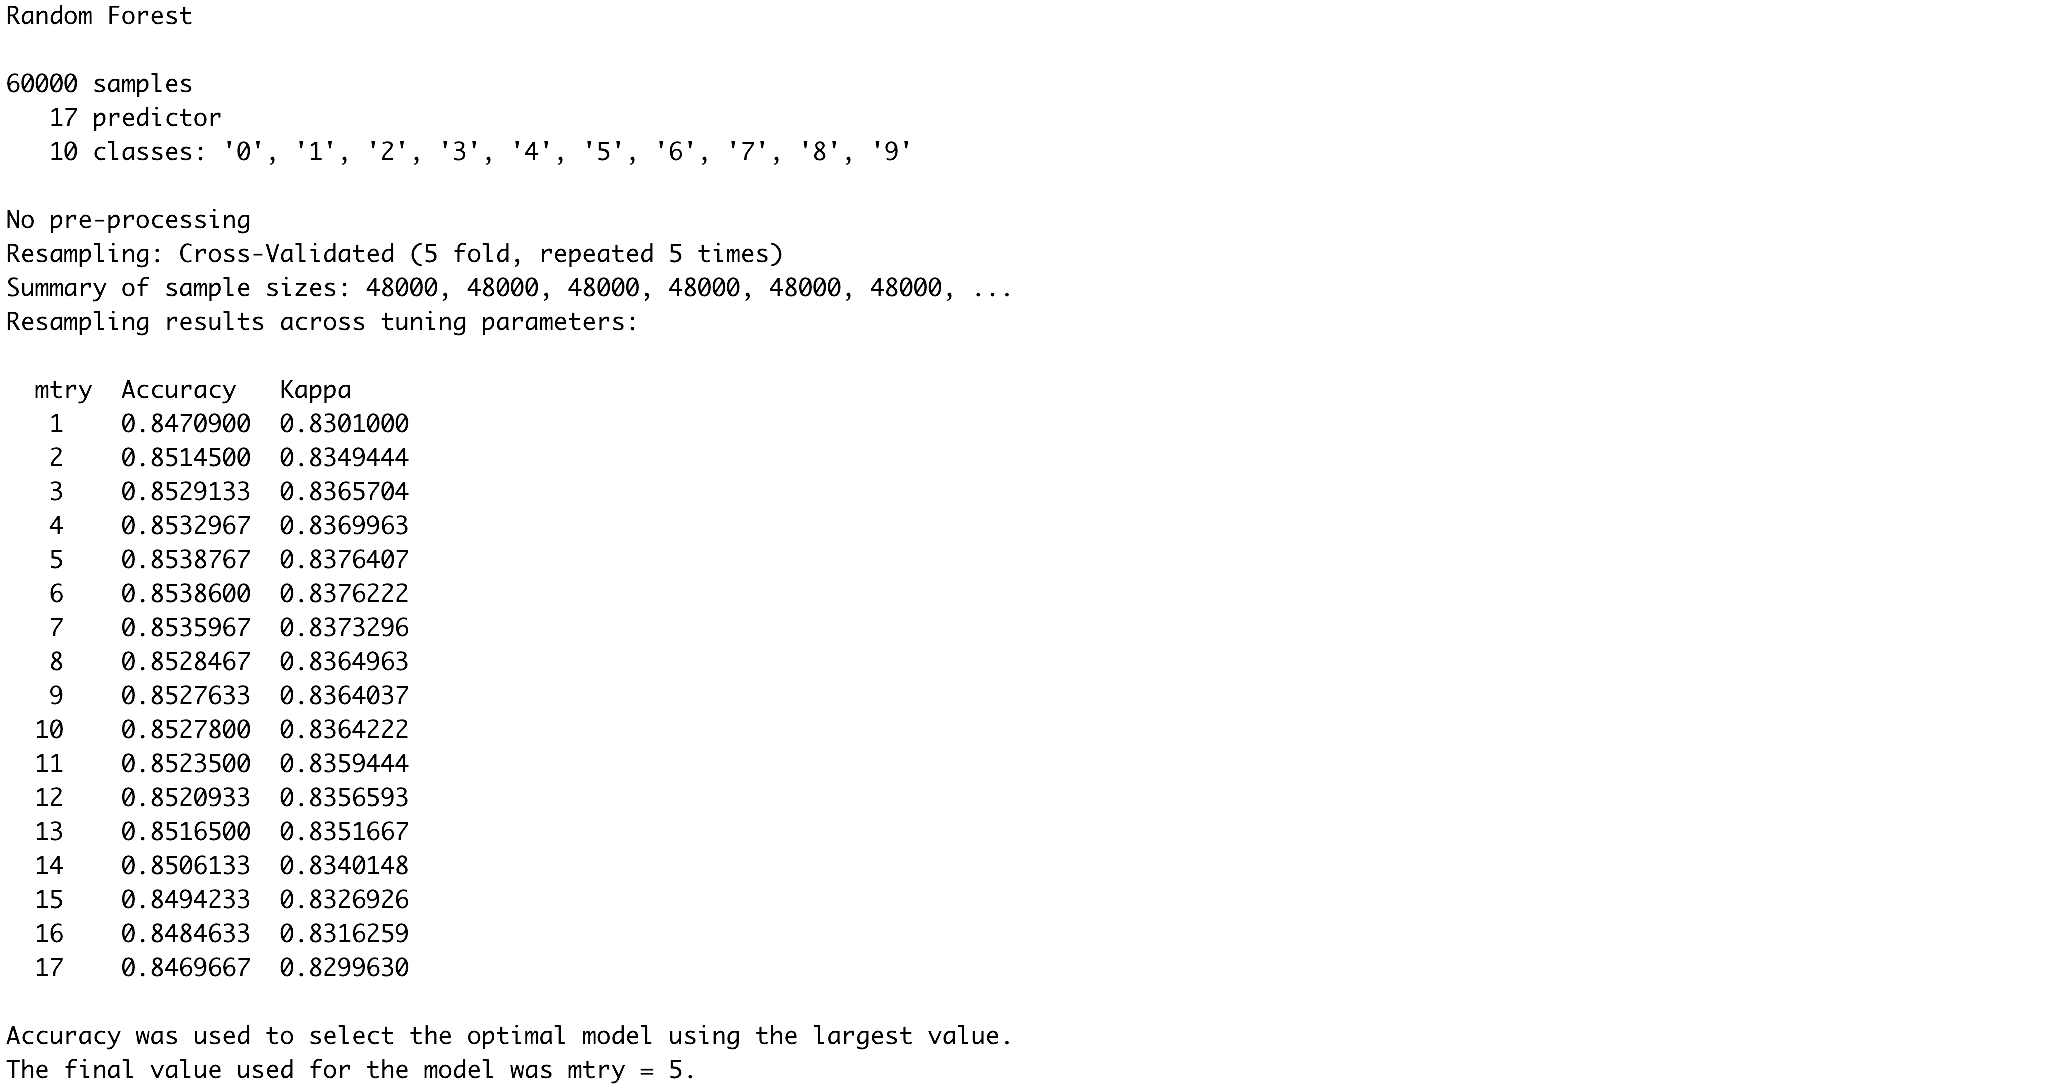 Random Forest
60000 samples
17 predictor
10 classes: '0', '1', '2', '3', '4', '5', '6', '7', '8', '9'
No pre-processing
Resampling: Cross-Validated (5 fold, repeated 5 times)
Summary of sample sizes: 48000, 48000, 48000, 48000, 48000, 48000, ...
Resampling results across tuning parameters:
mtry  Accuracy   Kappa
1    0.8470900  0.8301000
2    0.8514500  0.8349444
3    0.8529133  0.8365704
4    0.8532967  0.8369963
5    0.8538767  0.8376407
6    0.8538600  0.8376222
7    0.8535967  0.8373296
8    0.8528467  0.8364963
9    0.8527633  0.8364037
10    0.8527800  0.8364222
11    0.8523500  0.8359444
12    0.8520933  0.8356593
13    0.8516500  0.8351667
14    0.8506133  0.8340148
15    0.8494233  0.8326926
16    0.8484633  0.8316259
17    0.8469667  0.8299630
Accuracy was used to select the optimal model using the largest value.
The final value used for the model was mtry = 5.